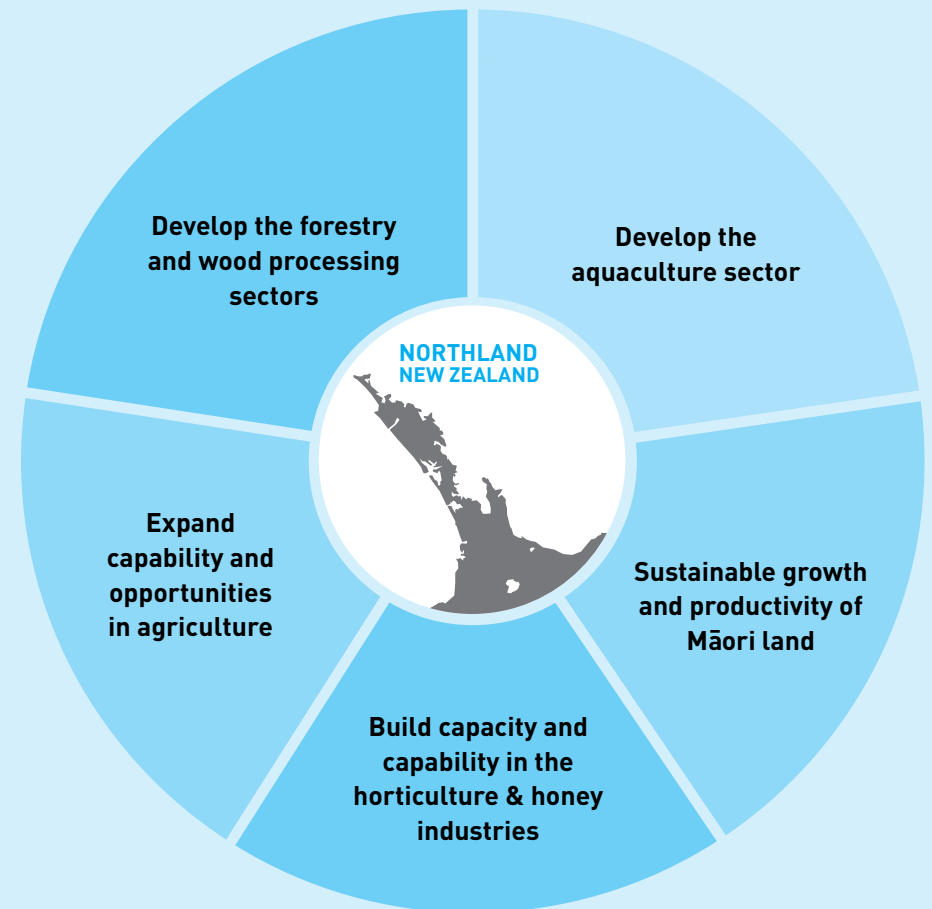 Develop the forestry
and wood processing
sectors
Develop the
aquaculture sector
NORTHLAND
NEW ZEALAND
Expand
capability and
opportunities
in agriculture
Sustainable growth
and productivity of
Māori land
Build capacity and
capability in the
horticulture & honey
industries